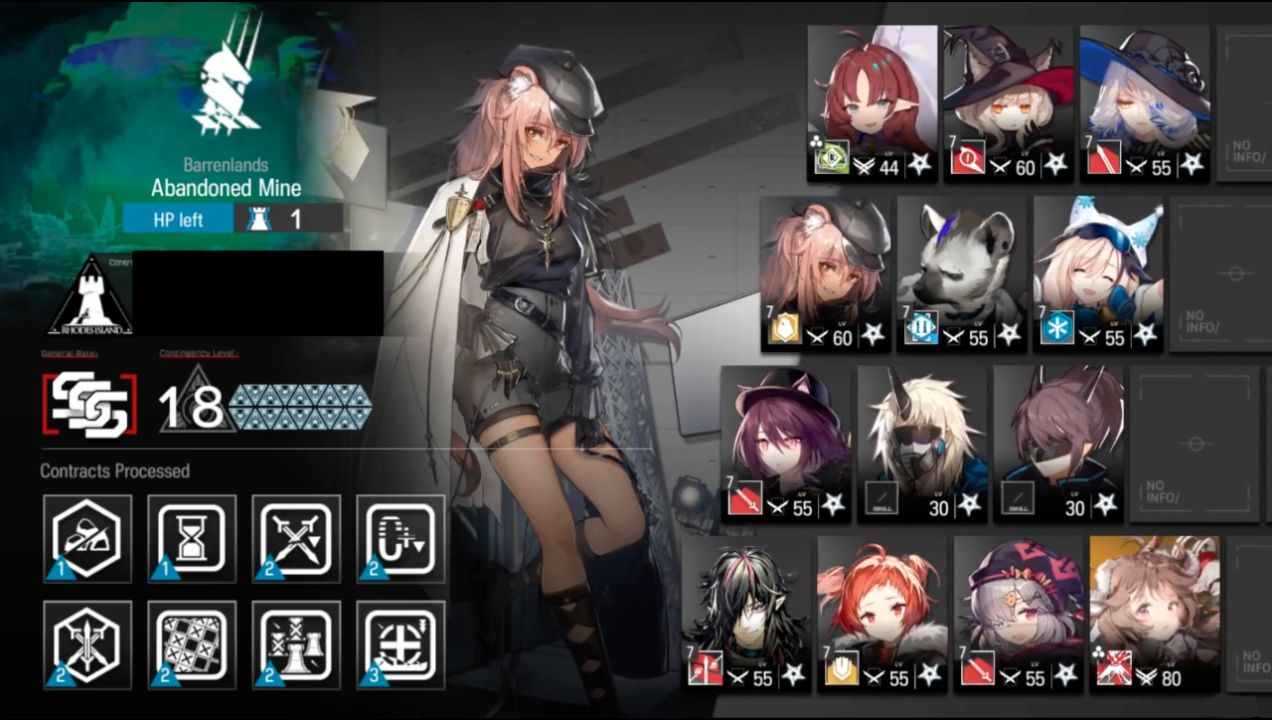 Barrenlands
Abandoned Mine
HP left 1
Contr
RHODES ISLAND
General Rate:
Contingency Level:
18
Contracts Processed
1 1 2 2
2 2 2 3
LV 44
7 LV 60
7 LV 55
NO INFO/
7 LV 60
7 LV 55
7 LV 55
NO INFO/
7 LV 55
SKILL LV 30
SKILL LV 30
NO INFO/
7 LV 55
7 LV 55
7 LV 55
LV 80
NO INFO